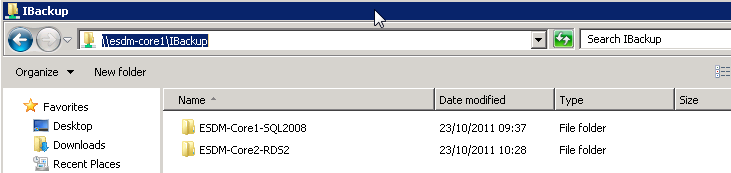 IBackup
\\esdm-core1\IBackup
Search IBackup
Organize
New folder
Name
Date modified
Type
Size
Favorites
Desktop
Downloads
Recent Places
ESDM-Core1-SQL2008
23/10/2011 09:37
File folder
ESDM-Core2-RDS2
23/10/2011 10:28
File folder